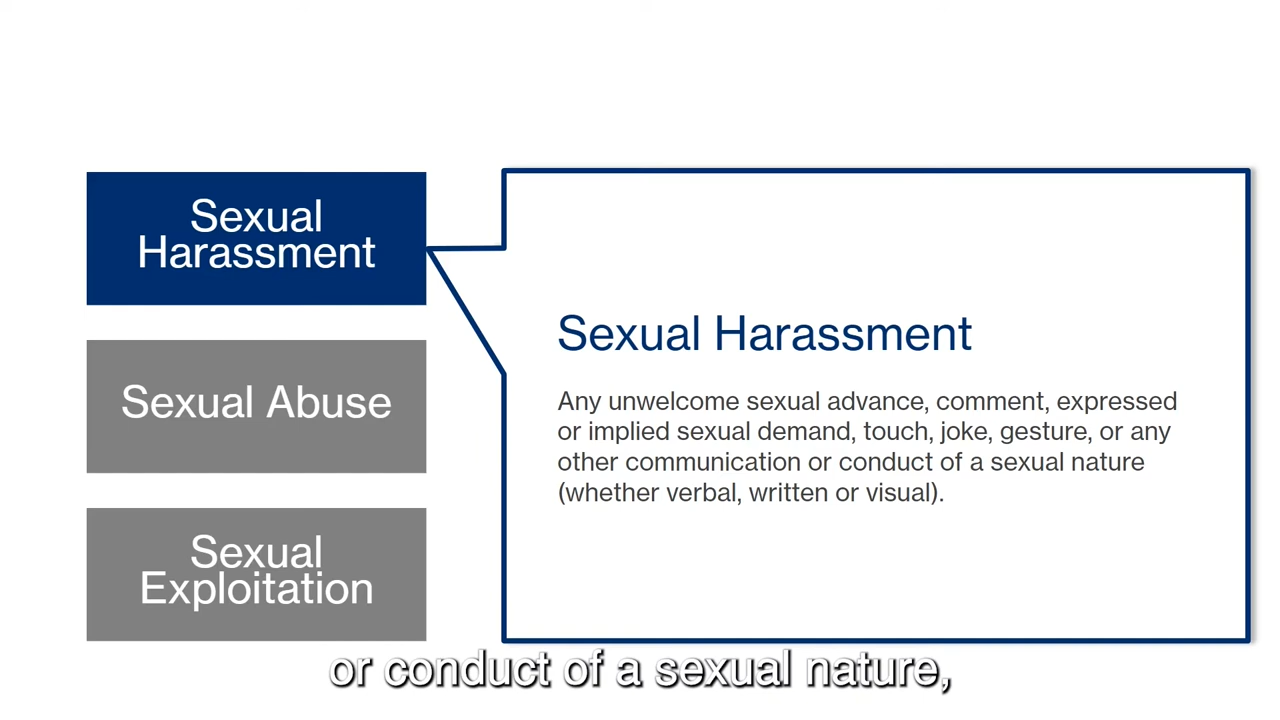 Sexual
Harassment
Sexual Abuse
Sexual
Exploitation
Sexual Harassment
Any unwelcome sexual advance, comment, expressed
or implied sexual demand, touch, joke, gesture, or any
other communication or conduct of a sexual nature
(whether verbal, written or visual).
or conduct of a sexual nature,